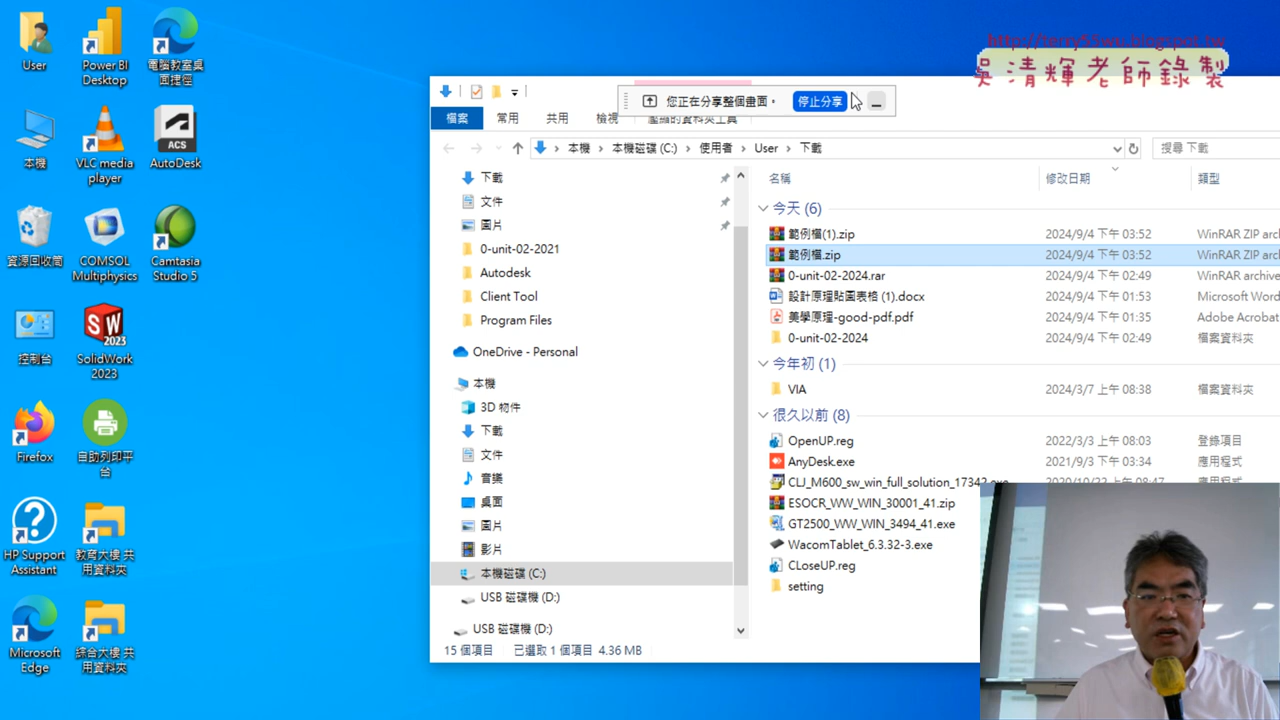 http://terry55wu.blogspot.tw
吳清輝老師錄製
User
Power BI Desktop
電腦教室桌面捷徑
本機
VLC media player
AutoDesk
資源回收筒
COMSOL Multiphysics
Camtasia Studio 5
控制台
SolidWork 2023
Firefox
自助列印平台
HP Support Assistant
教育大樓 共用資料夾
Microsoft Edge
綜合大樓 共用資料夾
您正在分享整個畫面。
停止分享
檔案
常用
共用
檢視
壓縮的資料夾工具
本機 › 本機磁碟 (C:) › 使用者 › User › 下載
搜尋 下載
下載
文件
圖片
0-unit-02-2021
Autodesk
Client Tool
Program Files
OneDrive - Personal
本機
3D 物件
下載
文件
音樂
桌面
圖片
影片
本機磁碟 (C:)
USB 磁碟機 (D:)
USB 磁碟機 (D:)
名稱 修改日期 類型
今天 (6)
範例檔(1).zip 2024/9/4 下午 03:52 WinRAR ZIP arc
範例檔.zip 2024/9/4 下午 03:52 WinRAR ZIP arc
0-unit-02-2024.rar 2024/9/4 下午 02:49 WinRAR archive
設計原理貼圖表格 (1).docx 2024/9/4 下午 01:53 Microsoft Word
美學原理-good-pdf.pdf 2024/9/4 下午 01:35 Adobe Acrobat
0-unit-02-2024 2024/9/4 下午 02:49 檔案資料夾
今年初 (1)
VIA 2024/3/7 上午 08:38 檔案資料夾
很久以前 (8)
OpenUP.reg 2022/3/3 上午 08:03 登錄項目
AnyDesk.exe 2021/9/3 下午 03:34 應用程式
CLJ_M600_sw_win_full_solution_17342.exe
ESOCR_WW_WIN_30001_41.zip
GT2500_WW_WIN_3494_41.exe
WacomTablet_6.3.32-3.exe
CLoseUP.reg
setting
15 個項目 已選取 1 個項目 4.36 MB